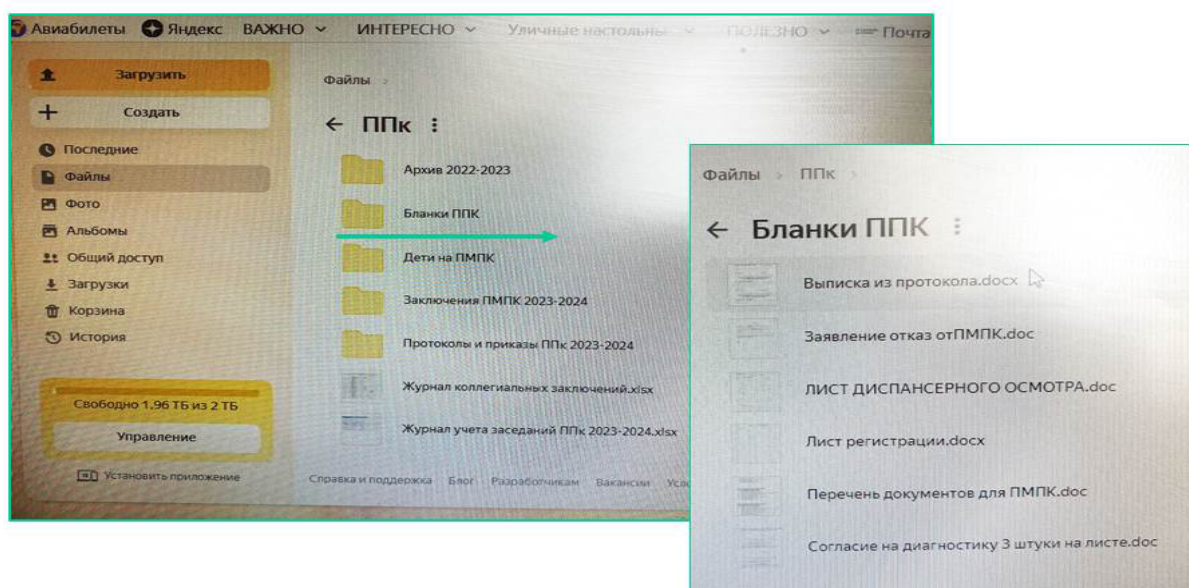 Авиабилеты Яндекс ВАЖНО ИНТЕРЕСНО Уличные настольны ПОЛЕЗНО Почта
Загрузить
Создать
Последние
Файлы
Фото
Альбомы
Общий доступ
Загрузки
Корзина
История
Свободно 1,96 ТБ из 2 ТБ
Управление
Установить приложение
Файлы
ППк
Архив 2022-2023
Бланки ППК
Дети на ПМПК
Заключения ПМПК 2023-2024
Протоколы и приказы ППк 2023-2024
Журнал коллегиальных заключений.xlsx
Журнал учета заседаний ППк 2023-2024.xlsx
Справка и поддержка Блог Разработчикам Вакансии
Файлы ППк
Бланки ППК
Выписка из протокола.docx
Заявление отказ отПМПК.doc
ЛИСТ ДИСПАНСЕРНОГО ОСМОТРА.doc
Лист регистрации.docx
Перечень документов для ПМПК.doc
Согласие на диагностику 3 штуки на листе.doc